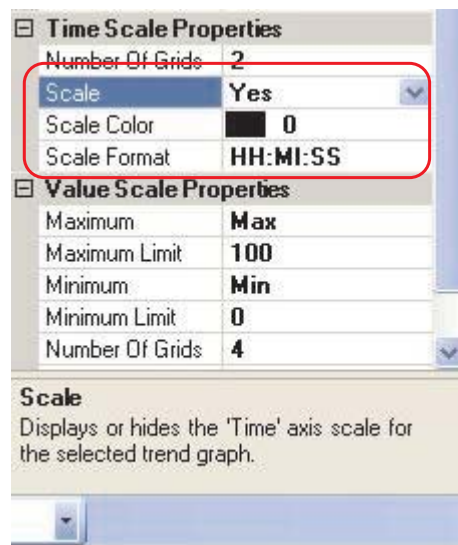 Time Scale Properties
Number Of Grids 2
Scale Yes
Scale Color 0
Scale Format HH:MI:SS
Value Scale Properties
Maximum Max
Maximum Limit 100
Minimum Min
Minimum Limit 0
Number Of Grids 4
Scale
Displays or hides the 'Time' axis scale for
the selected trend graph.